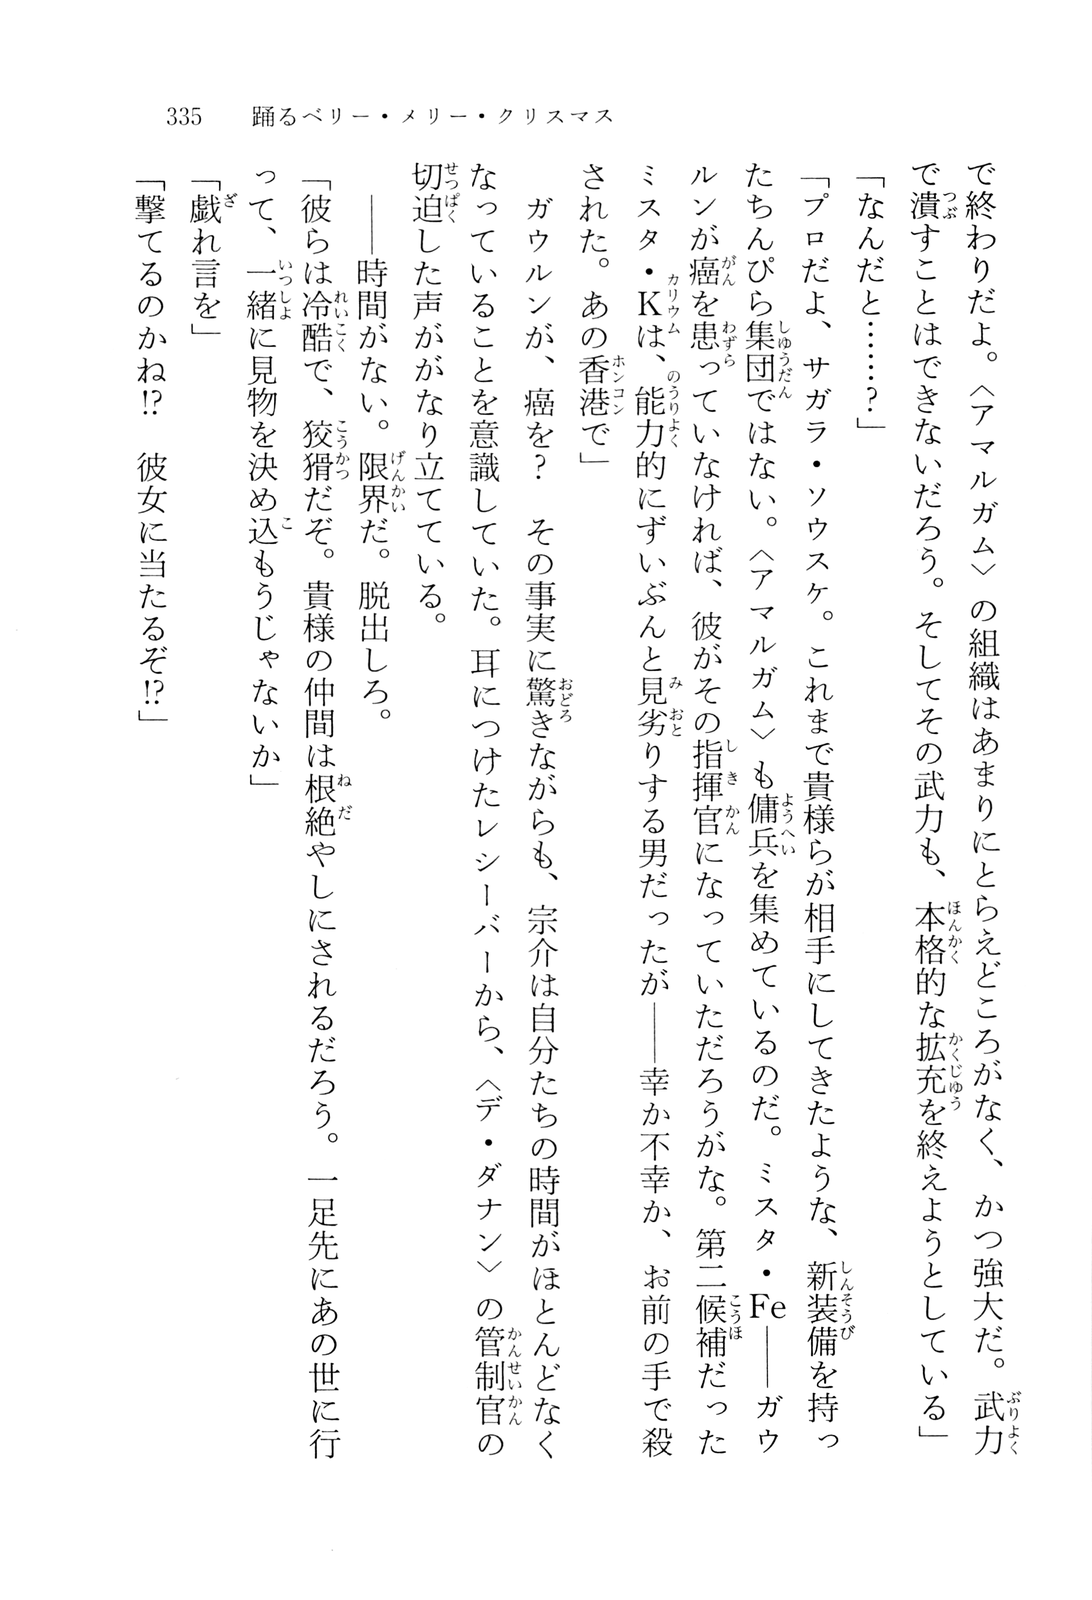 335　踊るベリー・メリー・クリスマス
で終わりだよ。〈アマルガム〉の組織はあまりにとらえどころがなく、かつ強大だ。武力
で潰すことはできないだろう。そしてその武力も、本格的な拡充を終えようとしている」
「なんだと……？」
「プロだよ、サガラ・ソウスケ。これまで貴様らが相手にしてきたような、新装備を持っ
たちんぴら集団ではない。〈アマルガム〉も傭兵を集めているのだ。ミスタ・Fe――ガウ
ルンが癌を患っていなければ、彼がその指揮官になっていただろうがな。第二候補だった
ミスタ・Kは、能力的にずいぶんと見劣りする男だったが――幸か不幸か、お前の手で殺
された。あの香港で」
　ガウルンが、癌を？　その事実に驚きながらも、宗介は自分たちの時間がほとんどなく
なっていることを意識していた。耳につけたレシーバーから、〈デ・ダナン〉の管制官の
切迫した声ががなり立てている。
　――時間がない。限界だ。脱出しろ。
「彼らは冷酷で、狡猾だぞ。貴様の仲間は根絶やしにされるだろう。一足先にあの世に行
って、一緒に見物を決め込もうじゃないか」
「戯れ言を」
「撃てるのかね!?　彼女に当たるぞ!?」